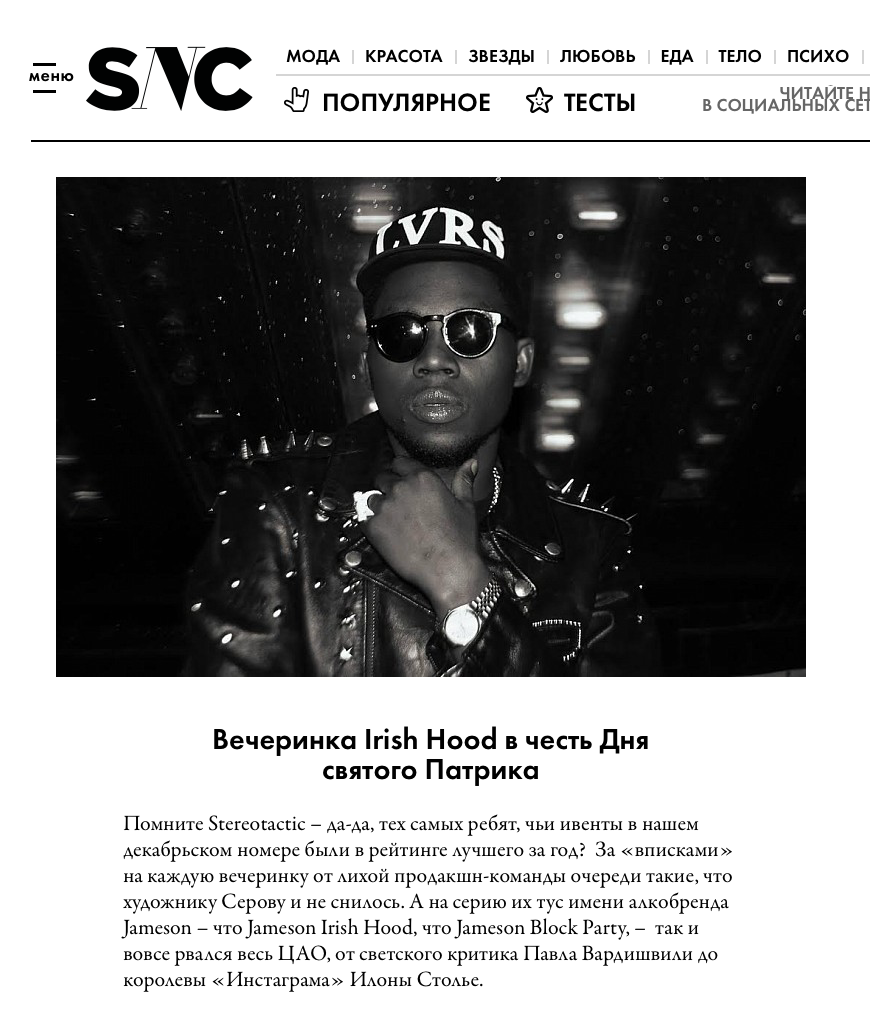 меню
SNC
МОДА | КРАСОТА | ЗВЕЗДЫ | ЛЮБОВЬ | ЕДА | ТЕЛО | ПСИХО |
ПОПУЛЯРНОЕ ТЕСТЫ
ЧИТАЙТЕ Н
В СОЦИАЛЬНЫХ СЕТ
LVRS
Вечеринка Irish Hood в честь Дня
святого Патрика
Помните Stereotactic – да-да, тех самых ребят, чьи ивенты в нашем
декабрьском номере были в рейтинге лучшего за год? За «вписками»
на каждую вечеринку от лихой продакшн-команды очереди такие, что
художнику Серову и не снилось. А на серию их тус имени алкобренда
Jameson – что Jameson Irish Hood, что Jameson Block Party, – так и
вовсе рвался весь ЦАО, от светского критика Павла Вардишвили до
королевы «Инстаграма» Илоны Столье.